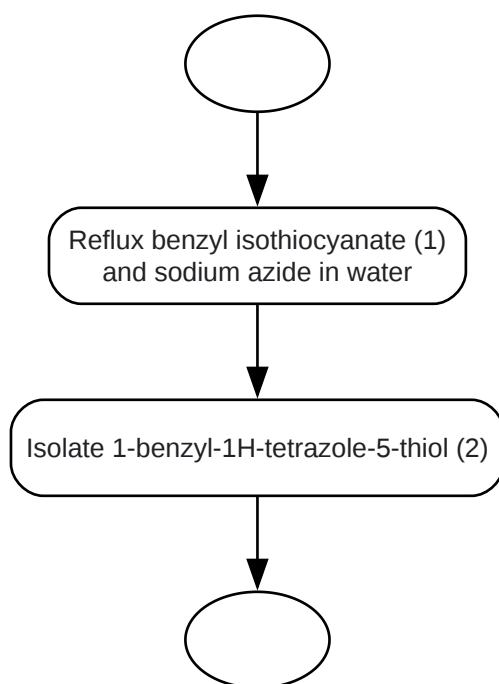 Reflux benzyl isothiocyanate (1)
and sodium azide in water
Isolate 1-benzyl-1H-tetrazole-5-thiol (2)